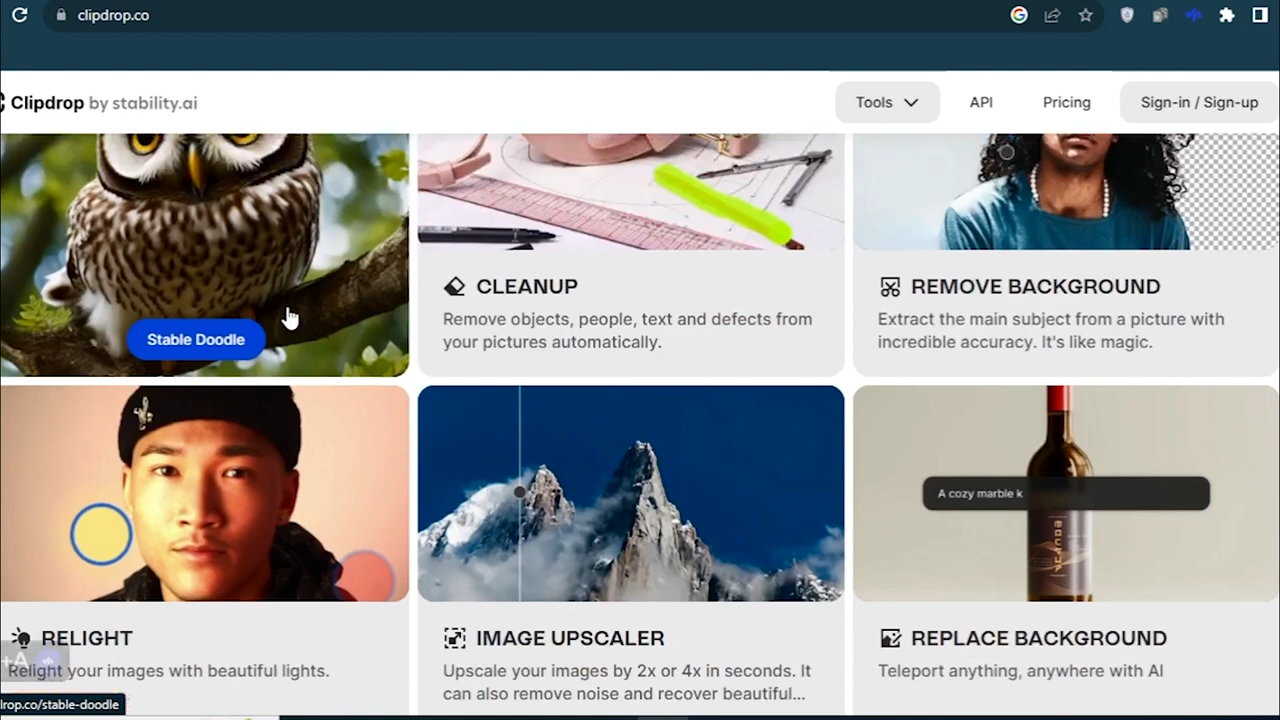 clipdrop.co
Clipdrop by stability.ai
Tools
API
Pricing
Sign-in / Sign-up
Stable Doodle
CLEANUP
Remove objects, people, text and defects from
your pictures automatically.
REMOVE BACKGROUND
Extract the main subject from a picture with
incredible accuracy. It's like magic.
A cozy marble k
RELIGHT
Relight your images with beautiful lights.
IMAGE UPSCALER
Upscale your images by 2x or 4x in seconds. It
can also remove noise and recover beautiful...
REPLACE BACKGROUND
Teleport anything, anywhere with AI
+A
drop.co/stable-doodle